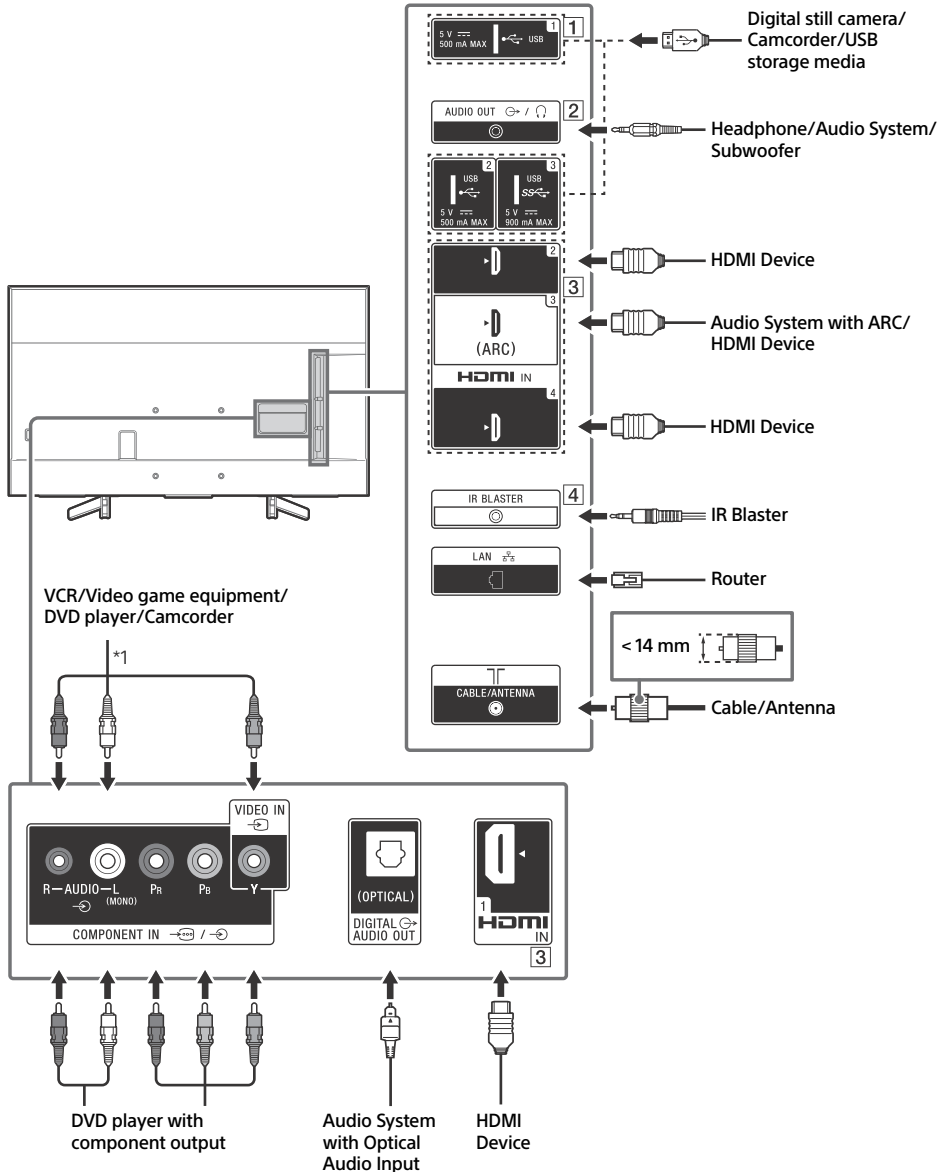 5 V
500 mA MAX
USB
1
1
Digital still camera/
Camcorder/USB
storage media
AUDIO OUT /
2
Headphone/Audio System/
Subwoofer
2
USB
5 V
500 mA MAX
3
USB
SS
5 V
900 mA MAX
2
HDMI Device
3
3
(ARC)
Audio System with ARC/
HDMI Device
HDMI IN
4
HDMI Device
IR BLASTER
4
IR Blaster
LAN
Router
< 14 mm
CABLE/ANTENNA
Cable/Antenna
VCR/Video game equipment/
DVD player/Camcorder
*1
VIDEO IN
R—AUDIO—L
(MONO)
PR
PB
Y
COMPONENT IN /
(OPTICAL)
DIGITAL
AUDIO OUT
1
HDMI
IN
3
DVD player with
component output
Audio System
with Optical
Audio Input
HDMI
Device